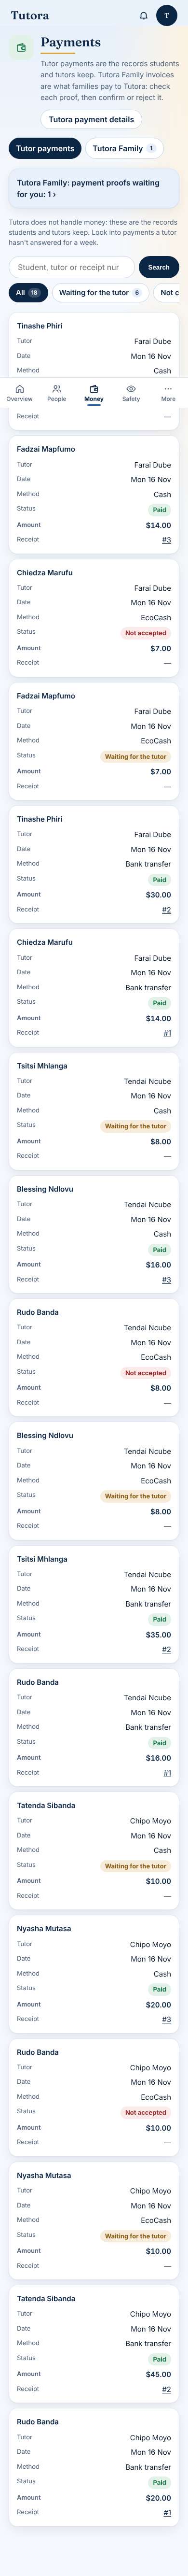 Tutora
T
Payments
Tutor payments are the records students
and tutors keep. Tutora Family invoices
are what families pay to Tutora: check
each proof, then confirm or reject it.
Tutora payment details
Tutor payments
Tutora Family 1
Tutora Family: payment proofs waiting
for you: 1 ›
Tutora does not handle money: these are the records
students and tutors keep. Look into one that a tutor
hasn't answered for a week.
Student, tutor or receipt nur
Search
All 18
Waiting for the tutor 6
Not c
Tinashe Phiri
Tutor Farai Dube
Date Mon 16 Nov
Method Cash
Overview
People
Money
Safety
More
Receipt —
Fadzai Mapfumo
Tutor Farai Dube
Date Mon 16 Nov
Method Cash
Status Paid
Amount $14.00
Receipt #3
Chiedza Marufu
Tutor Farai Dube
Date Mon 16 Nov
Method EcoCash
Status Not accepted
Amount $7.00
Receipt —
Fadzai Mapfumo
Tutor Farai Dube
Date Mon 16 Nov
Method EcoCash
Status Waiting for the tutor
Amount $7.00
Receipt —
Tinashe Phiri
Tutor Farai Dube
Date Mon 16 Nov
Method Bank transfer
Status Paid
Amount $30.00
Receipt #2
Chiedza Marufu
Tutor Farai Dube
Date Mon 16 Nov
Method Bank transfer
Status Paid
Amount $14.00
Receipt #1
Tsitsi Mhlanga
Tutor Tendai Ncube
Date Mon 16 Nov
Method Cash
Status Waiting for the tutor
Amount $8.00
Receipt —
Blessing Ndlovu
Tutor Tendai Ncube
Date Mon 16 Nov
Method Cash
Status Paid
Amount $16.00
Receipt #3
Rudo Banda
Tutor Tendai Ncube
Date Mon 16 Nov
Method EcoCash
Status Not accepted
Amount $8.00
Receipt —
Blessing Ndlovu
Tutor Tendai Ncube
Date Mon 16 Nov
Method EcoCash
Status Waiting for the tutor
Amount $8.00
Receipt —
Tsitsi Mhlanga
Tutor Tendai Ncube
Date Mon 16 Nov
Method Bank transfer
Status Paid
Amount $35.00
Receipt #2
Rudo Banda
Tutor Tendai Ncube
Date Mon 16 Nov
Method Bank transfer
Status Paid
Amount $16.00
Receipt #1
Tatenda Sibanda
Tutor Chipo Moyo
Date Mon 16 Nov
Method Cash
Status Waiting for the tutor
Amount $10.00
Receipt —
Nyasha Mutasa
Tutor Chipo Moyo
Date Mon 16 Nov
Method Cash
Status Paid
Amount $20.00
Receipt #3
Rudo Banda
Tutor Chipo Moyo
Date Mon 16 Nov
Method EcoCash
Status Not accepted
Amount $10.00
Receipt —
Nyasha Mutasa
Tutor Chipo Moyo
Date Mon 16 Nov
Method EcoCash
Status Waiting for the tutor
Amount $10.00
Receipt —
Tatenda Sibanda
Tutor Chipo Moyo
Date Mon 16 Nov
Method Bank transfer
Status Paid
Amount $45.00
Receipt #2
Rudo Banda
Tutor Chipo Moyo
Date Mon 16 Nov
Method Bank transfer
Status Paid
Amount $20.00
Receipt #1